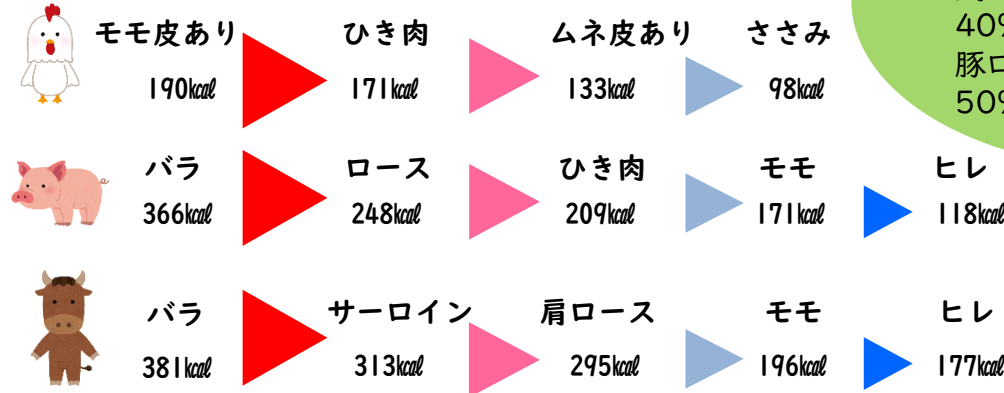 モモ皮あり ひき肉 ムネ皮あり ささみ
190kcal 171kcal 133kcal 98kcal
40%
豚ロ
50%
バラ ロース ひき肉 モモ ヒレ
366kcal 248kcal 209kcal 171kcal 118kcal
バラ サーロイン 肩ロース モモ ヒレ
381kcal 313kcal 295kcal 196kcal 177kcal